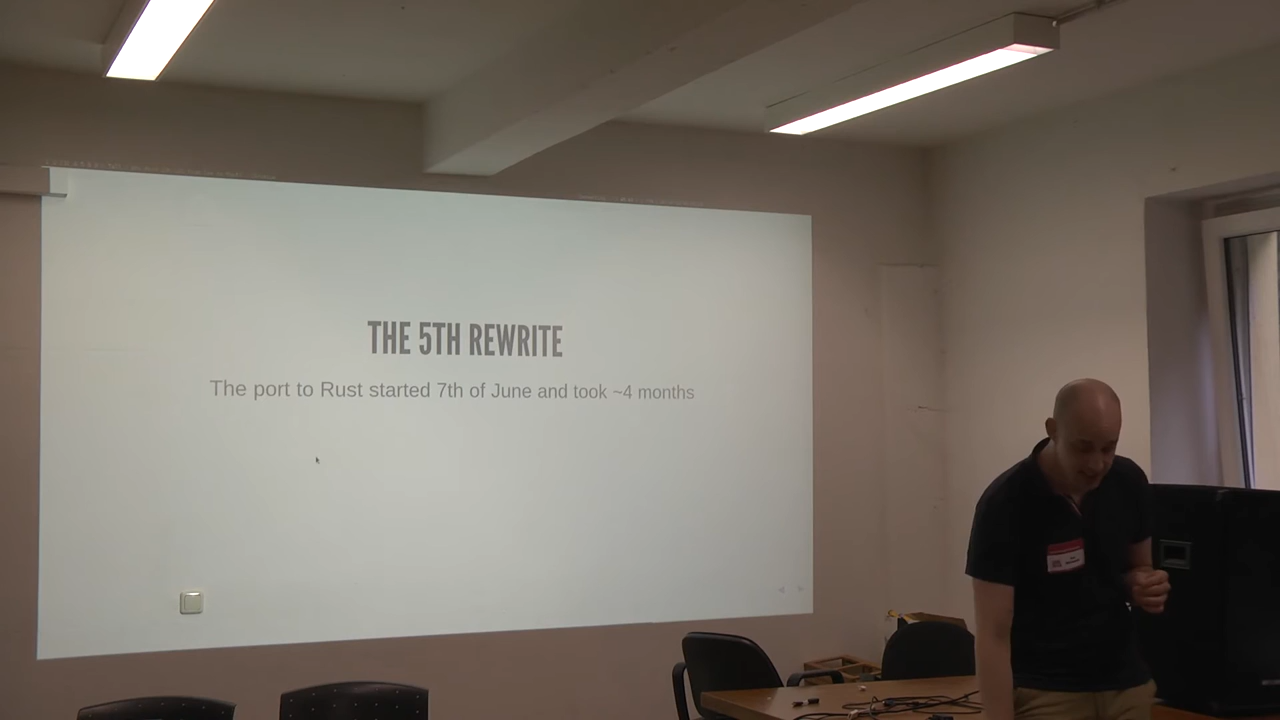 THE 5TH REWRITE
The port to Rust started 7th of June and took ~4 months